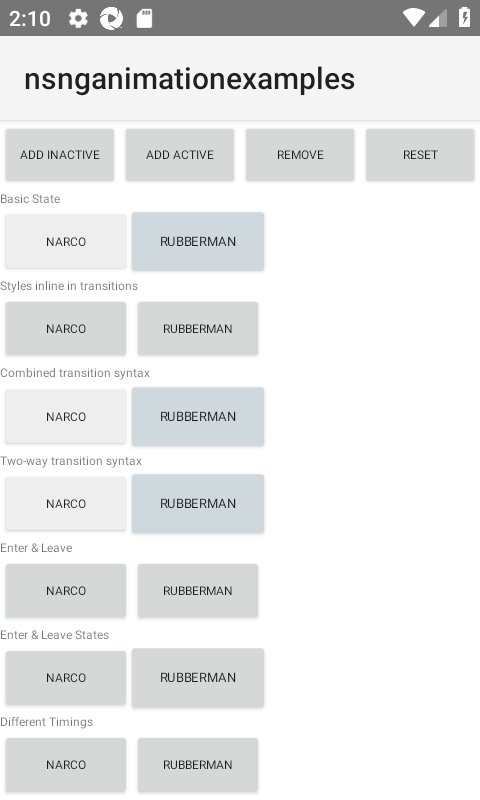 2:10
nsnganimationexamples
ADD INACTIVE ADD ACTIVE REMOVE RESET
Basic State
NARCO RUBBERMAN
Styles inline in transitions
NARCO RUBBERMAN
Combined transition syntax
NARCO RUBBERMAN
Two-way transition syntax
NARCO RUBBERMAN
Enter & Leave
NARCO RUBBERMAN
Enter & Leave States
NARCO RUBBERMAN
Different Timings
NARCO RUBBERMAN